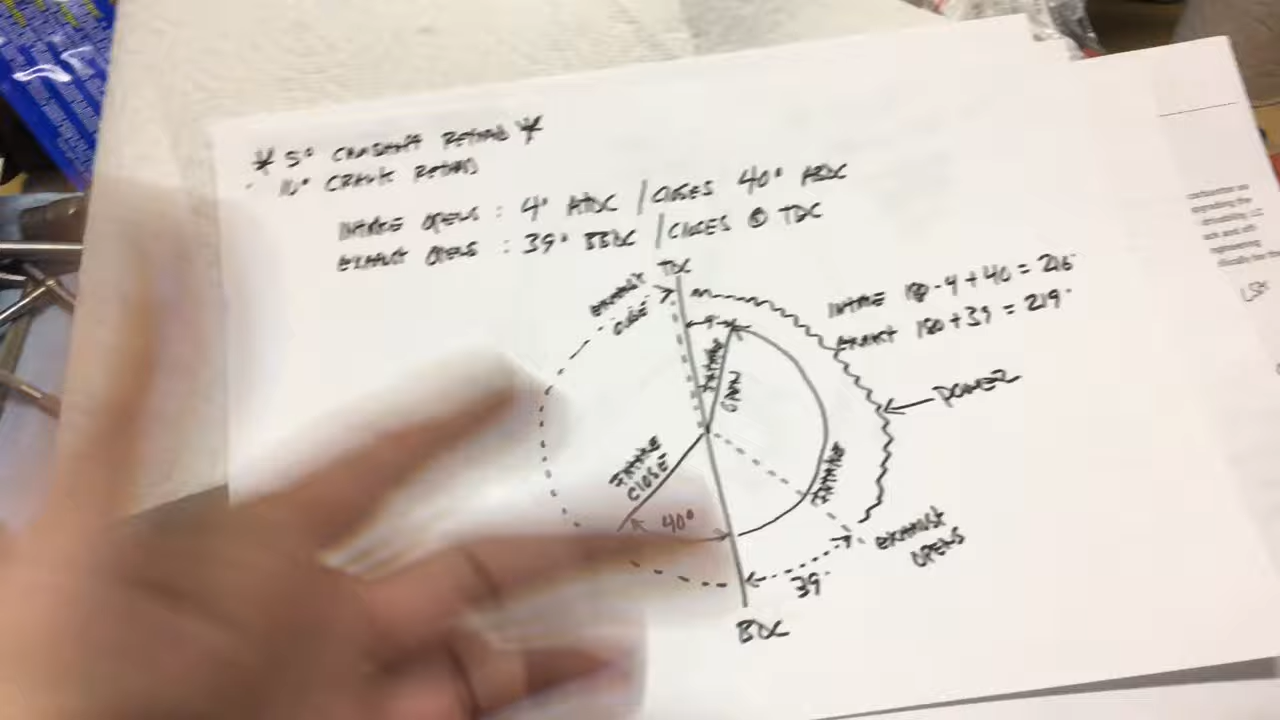 * 5° CAMSHAFT RETARD *
10° CRANK RETARD
INTAKE OPENS : 4° ATDC / CLOSES 40° ABDC
EXHAUST OPENS : 39° BBDC / CLOSES @ TDC
TDC
EXHAUST
CLOSE
INTAKE 180-4+40=216°
EXHAUST 180+39=219°
4°
INTAKE
OPEN
POWER
INTAKE
CLOSE
INTAKE
40°
EXHAUST
OPENS
39°
BDC